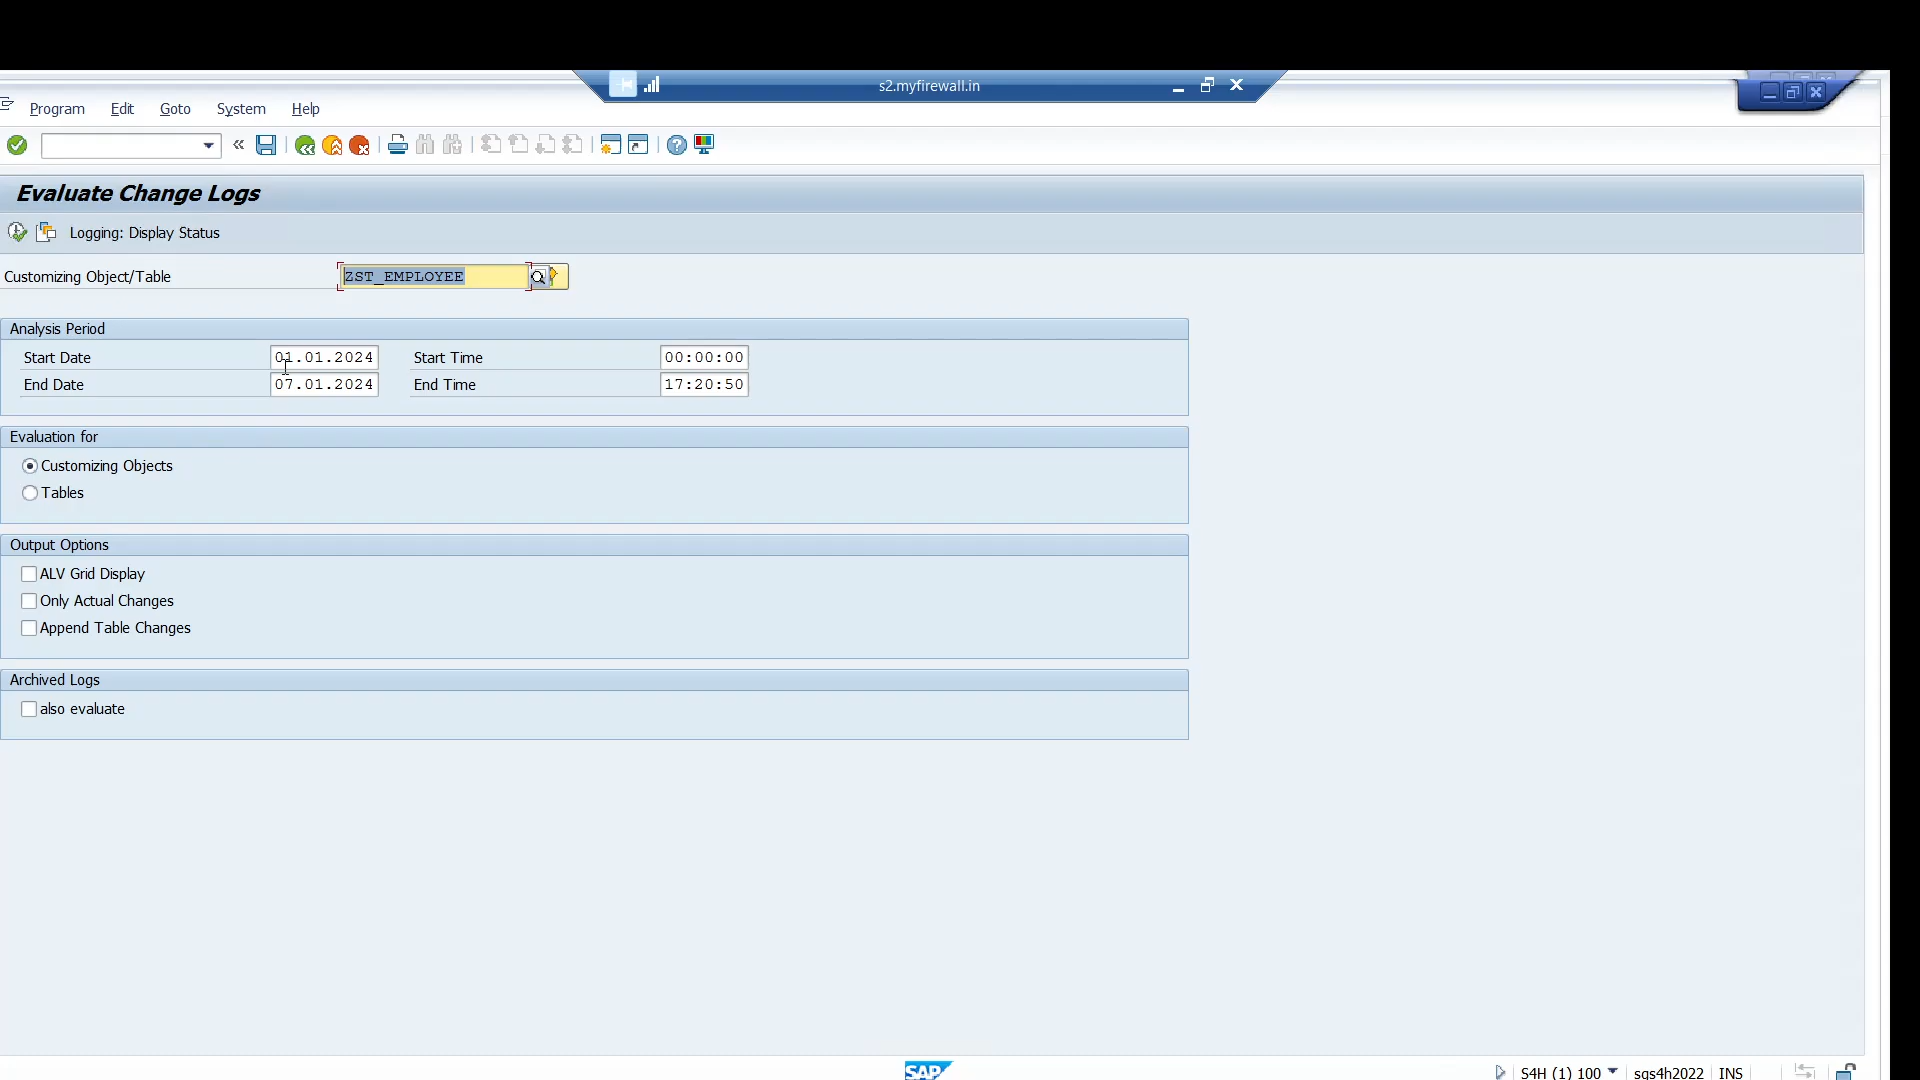 s2.myfirewall.in
Program Edit Goto System Help
Evaluate Change Logs
Logging: Display Status
Customizing Object/Table ZST_EMPLOYEE
Analysis Period
Start Date 01.01.2024 Start Time 00:00:00
End Date 07.01.2024 End Time 17:20:50
Evaluation for
Customizing Objects
Tables
Output Options
ALV Grid Display
Only Actual Changes
Append Table Changes
Archived Logs
also evaluate
SAP S4H (1) 100 sgs4h2022 INS